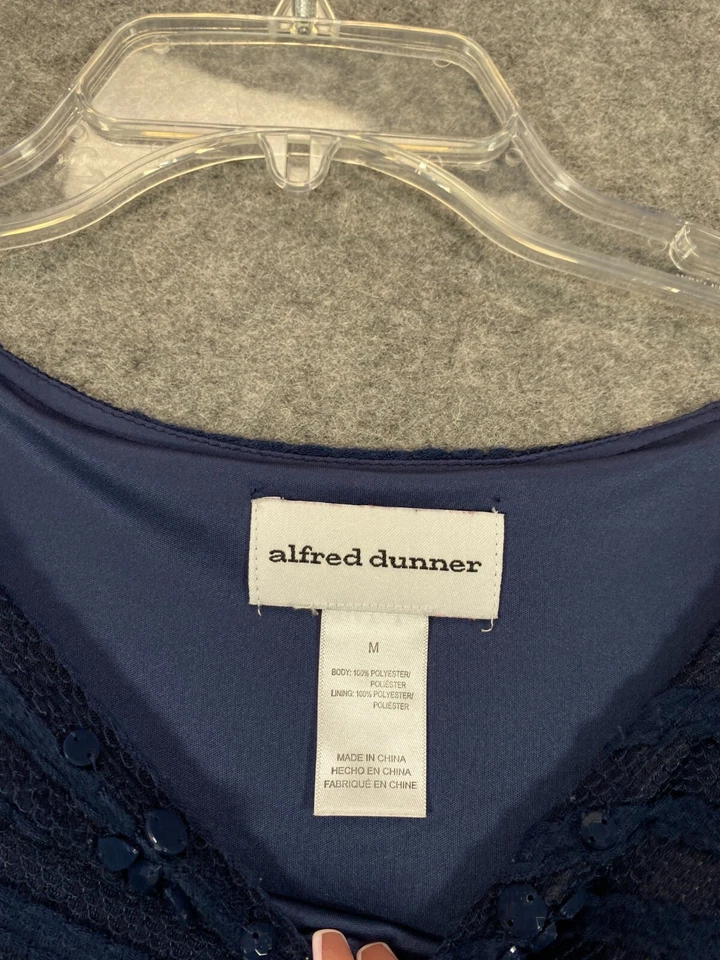 alfred dunner
M
BODY: 100% POLYESTER/
POLIÉSTER
LINING: 100% POLYESTER/
POLIÉSTER
MADE IN CHINA
HECHO EN CHINA
FABRIQUÉ EN CHINE